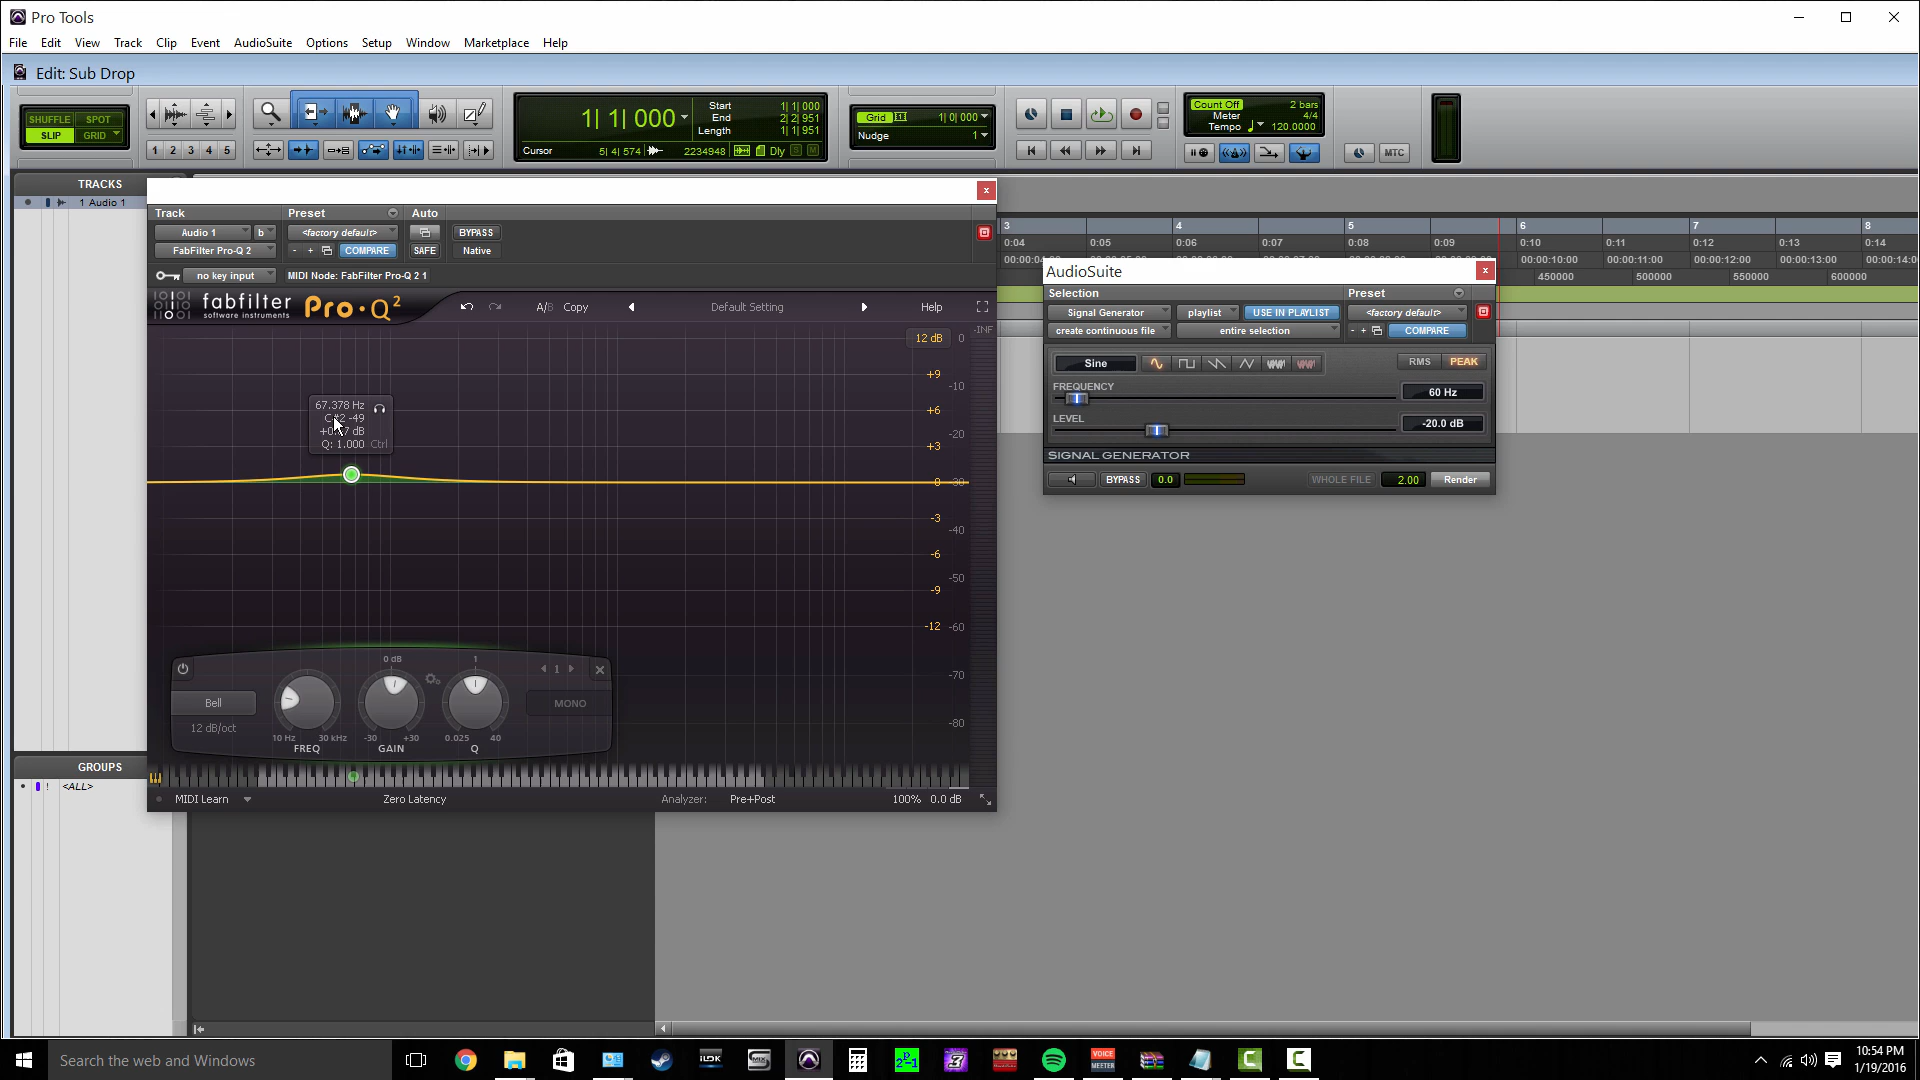 Pro Tools
File Edit View Track Clip Event AudioSuite Options Setup Window Marketplace Help
Edit: Sub Drop
SHUFFLE SPOT
SLIP GRID
1 2 3 4 5
1| 1| 000
Start 1| 1| 000
End 2| 2| 951
Length 1| 1| 951
Cursor 5| 4| 574 2234948 Dly S M
Grid 1| 0| 000
Nudge 1
Count Off 2 bars
Meter 4/4
Tempo 120.0000
MTC
TRACKS
1 Audio 1
Track Preset Auto
Audio 1 b <factory default> BYPASS
FabFilter Pro-Q 2 - + COMPARE SAFE Native
no key input MIDI Node: FabFilter Pro-Q 2 1
fabfilter
software instruments
Pro·Q²
A/B Copy Default Setting Help
12 dB 0 -INF
+9 -10
+6 -20
+3
0 -30
-3 -40
-6 -50
-9
-12 -60
-70
-80
67.378 Hz
Q: 1.000 Ctrl
0 dB 1
1
Bell
12 dB/oct
MONO
10 Hz 30 kHz -30 +30 0.025 40
FREQ GAIN Q
MIDI Learn Zero Latency Analyzer: Pre+Post 100% 0.0 dB
3 4 5 6 7 8
0:04 0:05 0:06 0:07 0:08 0:09 0:10 0:11 0:12 0:13 0:14
00:00:10:00 00:00:11:00 00:00:12:00 00:00:13:00
450000 500000 550000 600000
AudioSuite
Selection Preset
Signal Generator playlist USE IN PLAYLIST <factory default>
create continuous file entire selection - + COMPARE
Sine RMS PEAK
FREQUENCY 60 Hz
LEVEL -20.0 dB
SIGNAL GENERATOR
BYPASS 0.0 WHOLE FILE 2.00 Render
GROUPS
! <ALL>
Search the web and Windows
VOICE MEETER
10:54 PM
1/19/2016